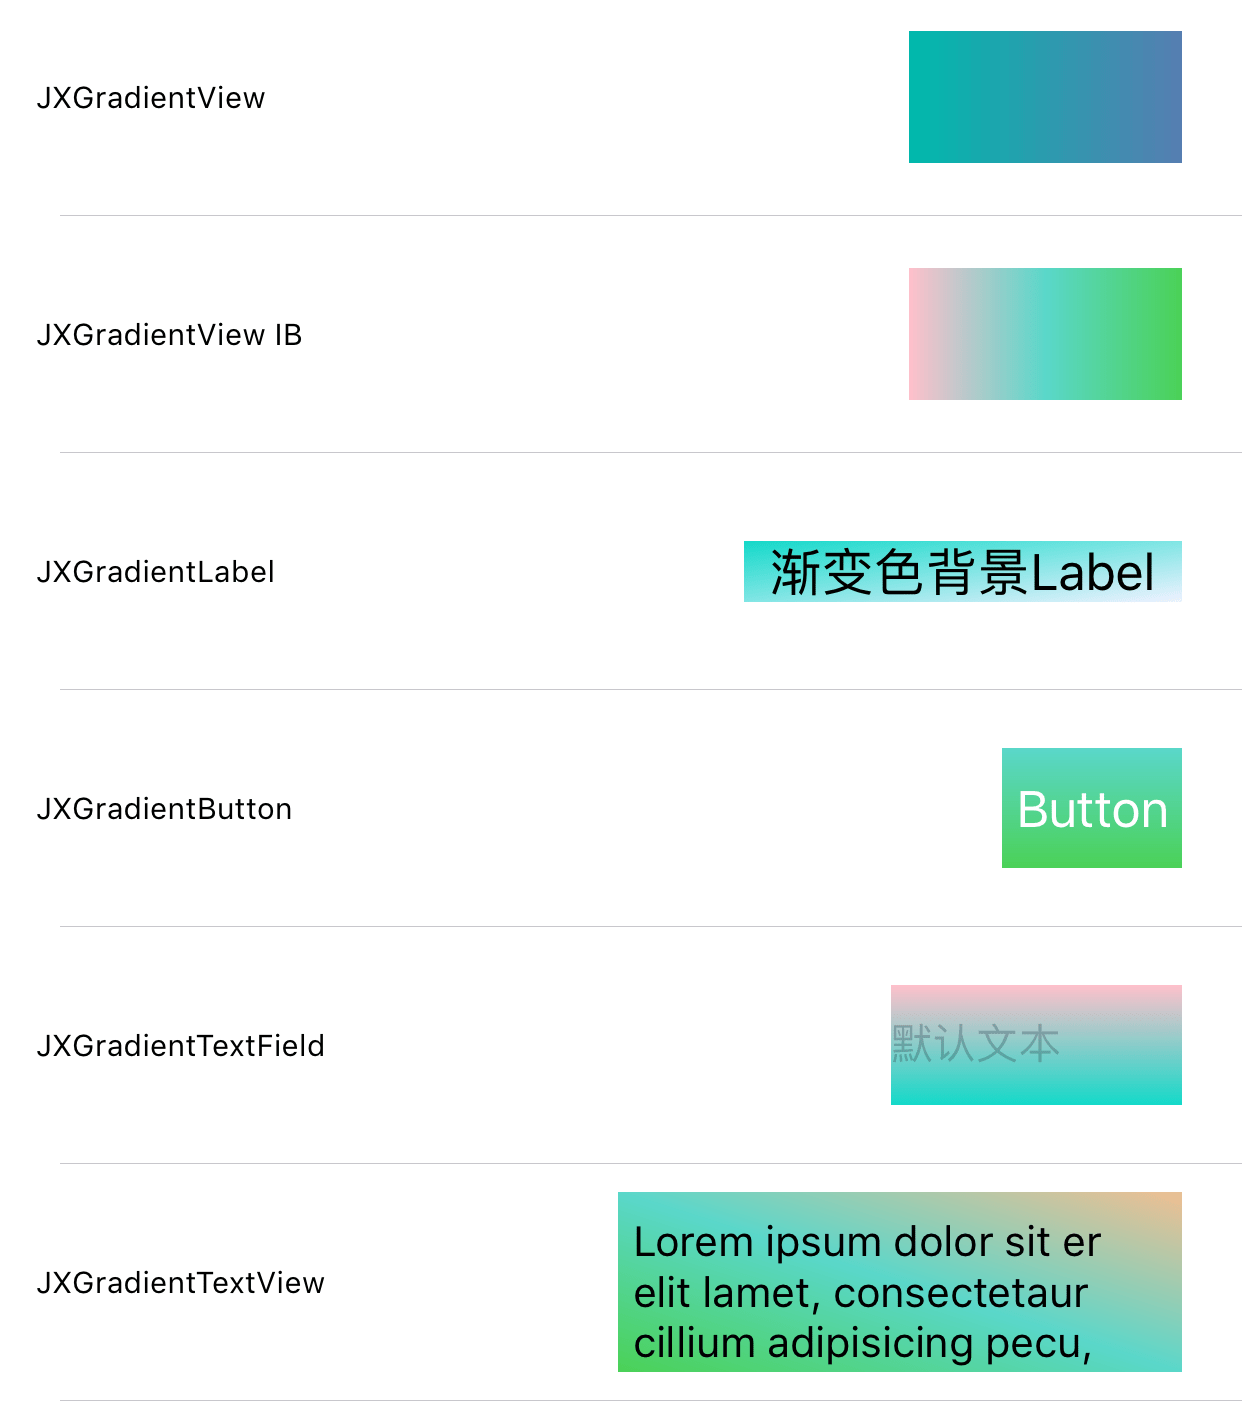 JXGradientView
JXGradientView IB
JXGradientLabel
渐变色背景Label
JXGradientButton
Button
JXGradientTextField
默认文本
JXGradientTextView
Lorem ipsum dolor sit er
elit lamet, consectetaur
cillium adipisicing pecu,